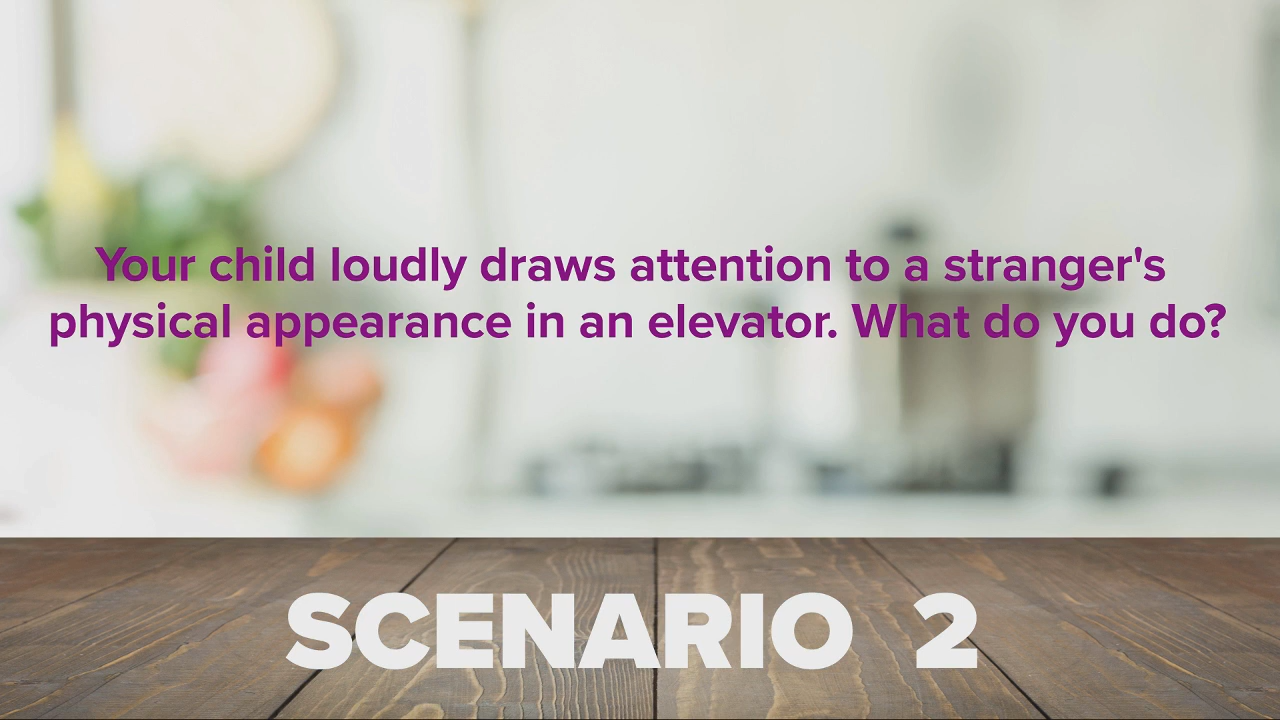 Your child loudly draws attention to a stranger's
physical appearance in an elevator. What do you do?
SCENARIO 2